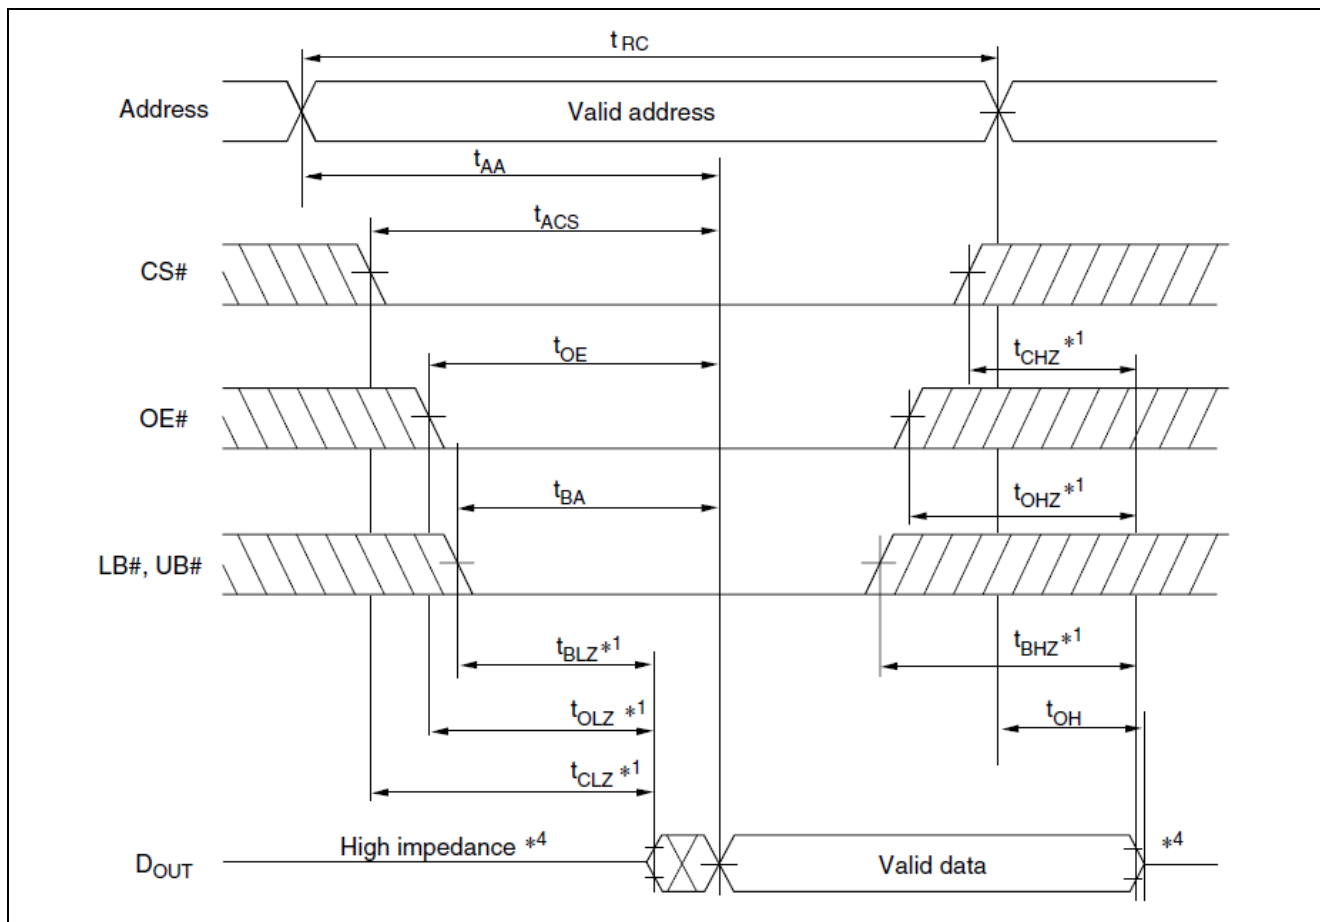 tRC
Address
Valid address
tAA
tACS
CS#
tOE
tCHZ*1
OE#
tBA
tOHZ*1
LB#, UB#
tBLZ*1
tBHZ*1
tOLZ *1
tOH
tCLZ *1
High impedance *4
*4
DOUT
Valid data